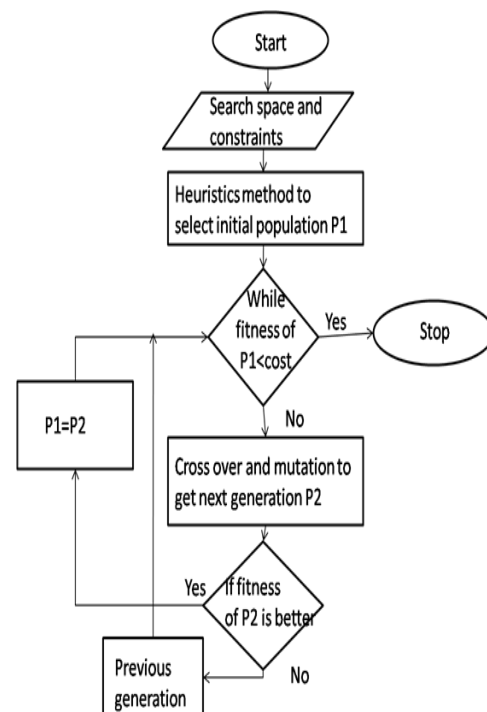 Start
Search space and
constraints
Heuristics method to
select initial population P1
While
fitness of
P1<cost
Yes
Stop
No
P1=P2
Cross over and mutation to
get next generation P2
Yes
If fitness
of P2 is better
No
Previous
generation